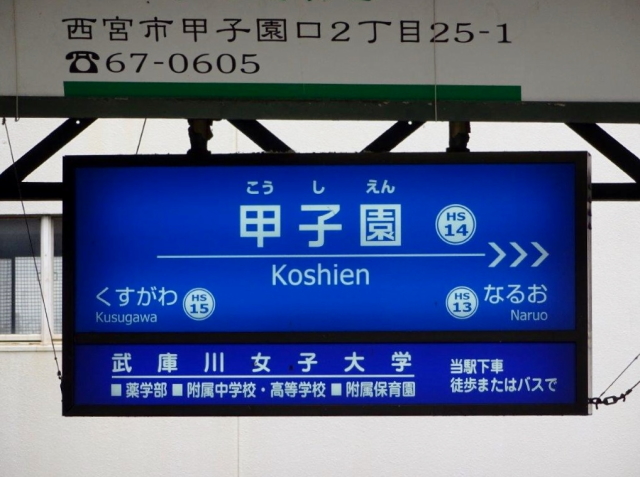 西宮市甲子園口2丁目25-1
☎67-0605
こうしえん
甲子園 HS 14
Koshien
くすがわ HS 15
Kusugawa
HS 13 なるお
Naruo
武庫川女子大学
■薬学部■附属中学校・高等学校■附属保育園
当駅下車
徒歩またはバスで